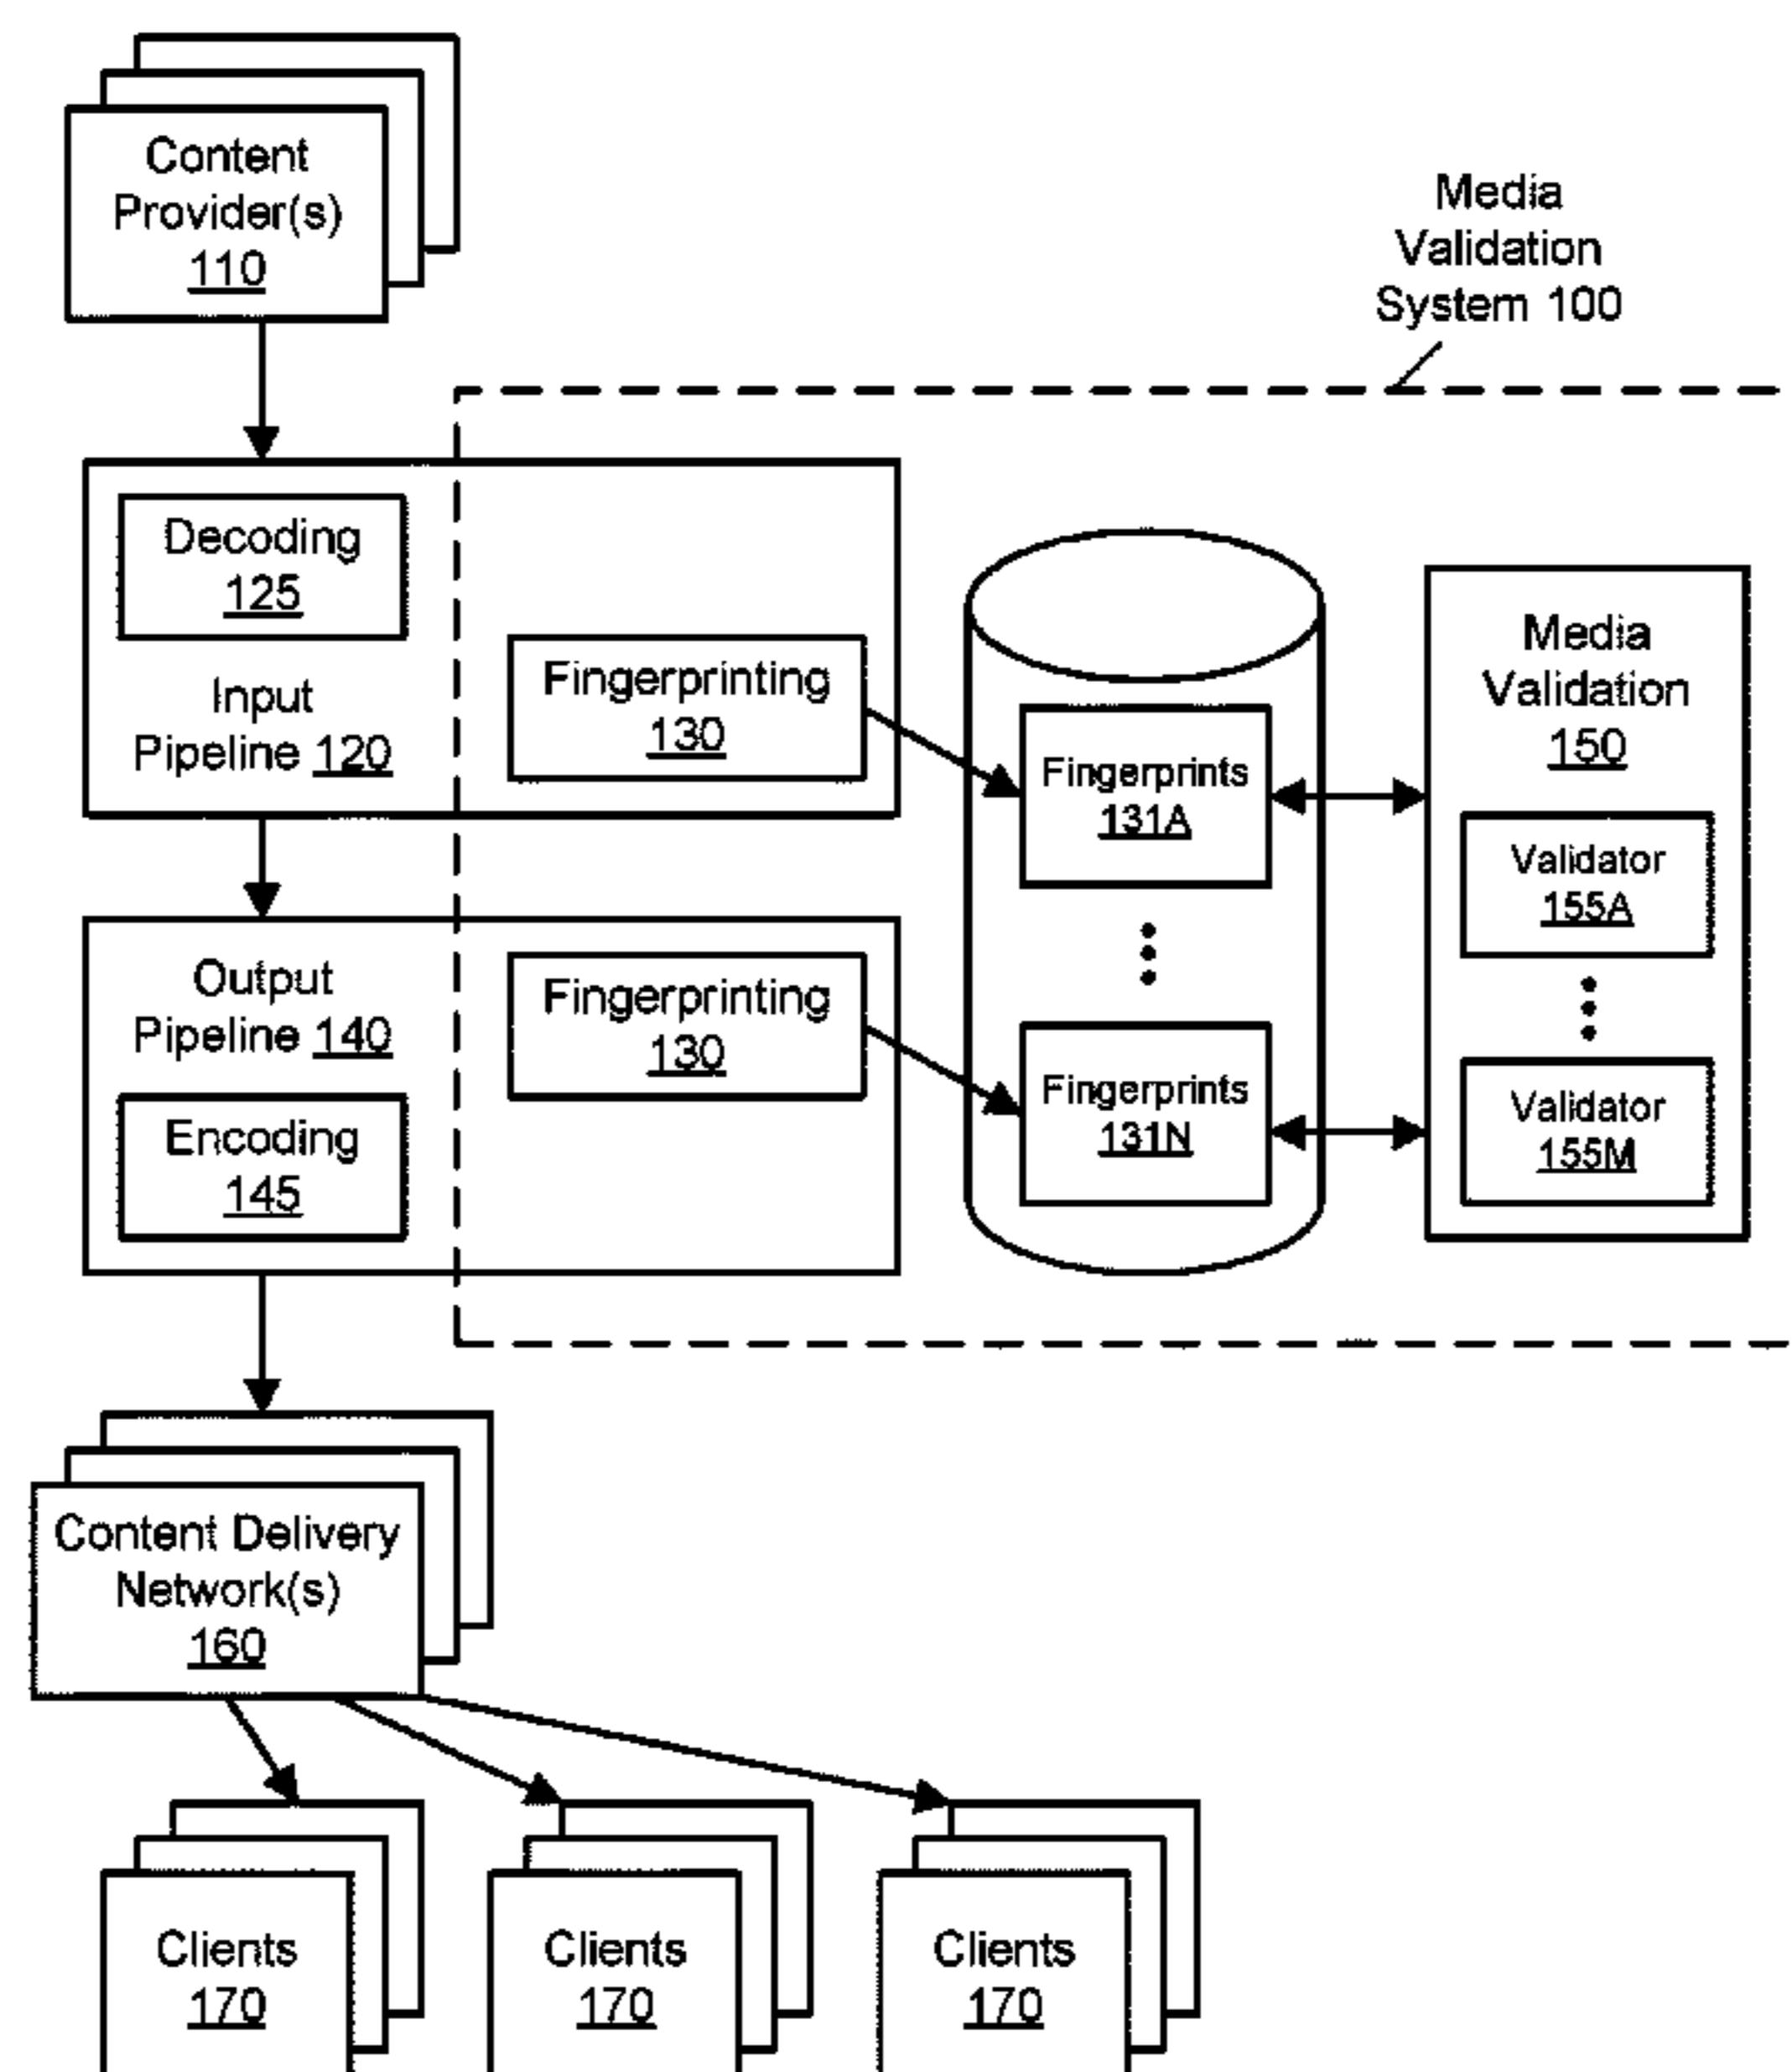 Content
Provider(s)
110
Media
Validation
System 100
Decoding
125
Input
Pipeline 120
Fingerprinting
130
Fingerprints
131A
Media
Validation
150
Validator
155A
Output
Pipeline 140
Encoding
145
Fingerprinting
130
Fingerprints
131N
Validator
155M
Content Delivery
Network(s)
160
Clients
170
Clients
170
Clients
170